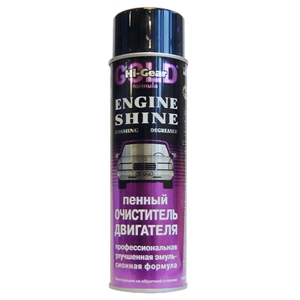 GOLD
Hi-Gear
formula
ENGINE
SHINE
FOAMING DEGREASER
ПЕННЫЙ
ОЧИСТИТЕЛЬ
ДВИГАТЕЛЯ
профессиональная
улучшенная эмуль-
сионная формула